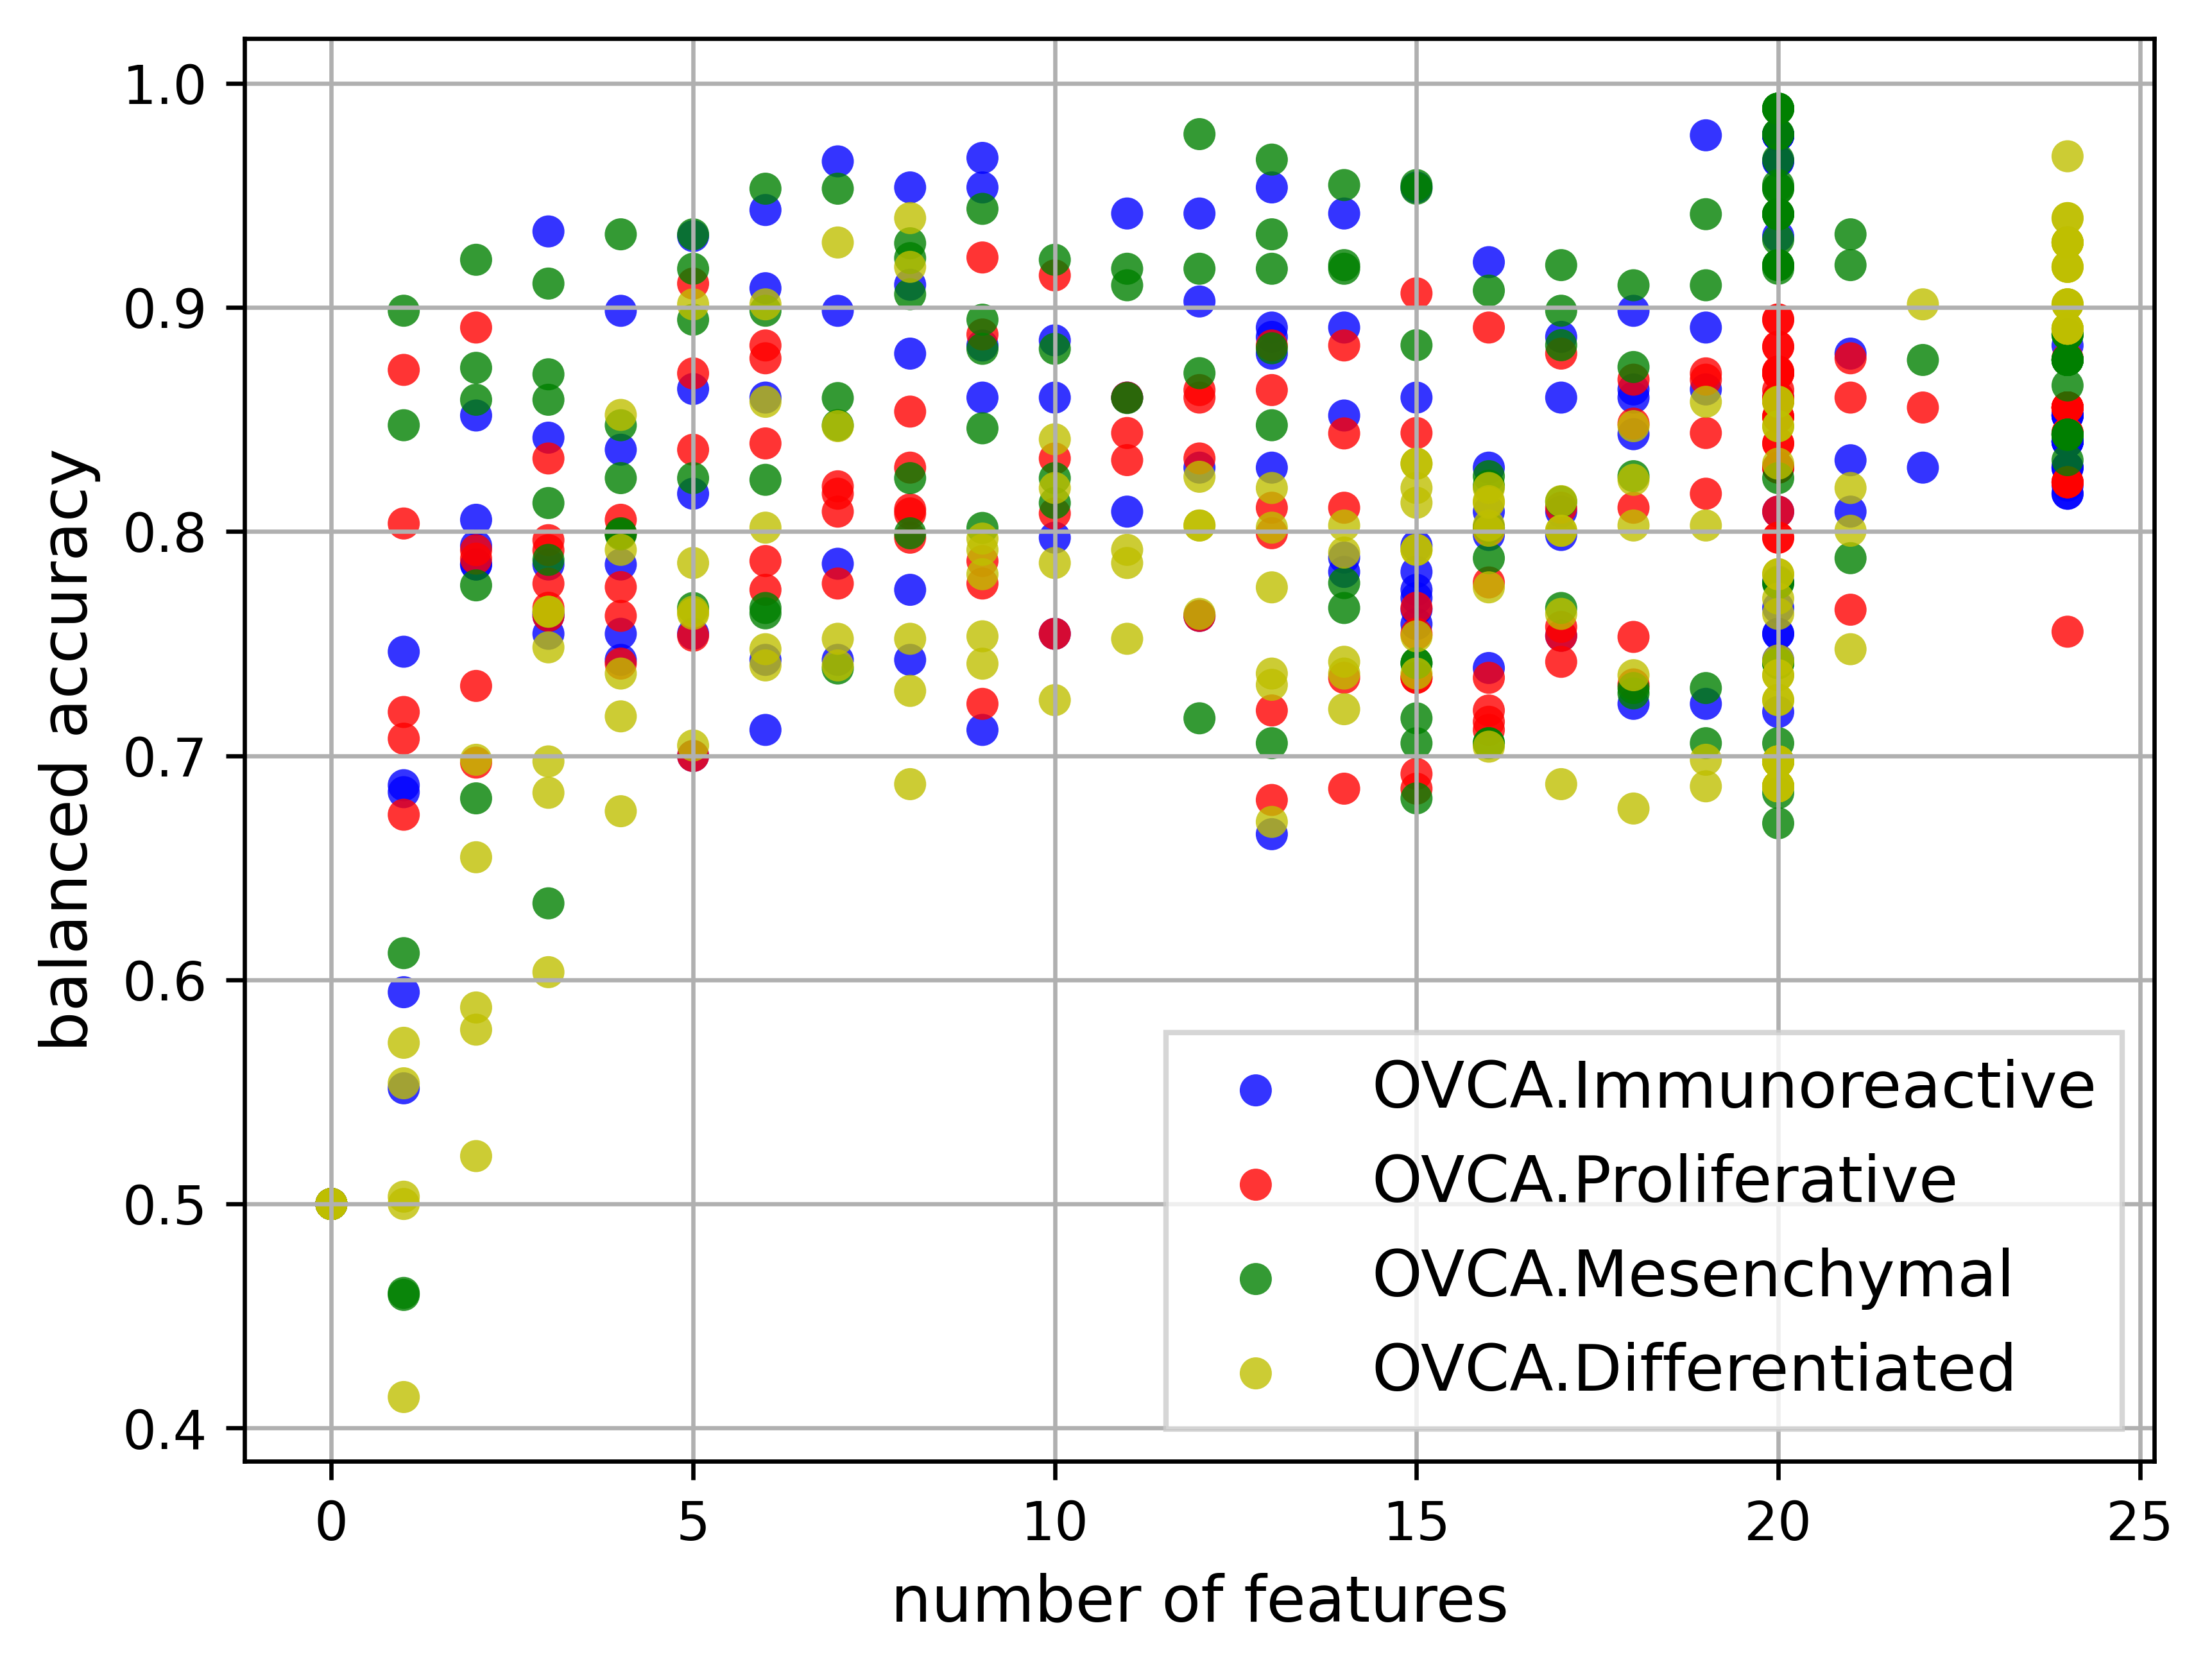 1.0
0.9
0.8
0.7
0.6
0.5
0.4
balanced accuracy
OVCA.Immunoreactive
OVCA.Proliferative
OVCA.Mesenchymal
OVCA.Differentiated
0 5 10 15 20 25
number of features